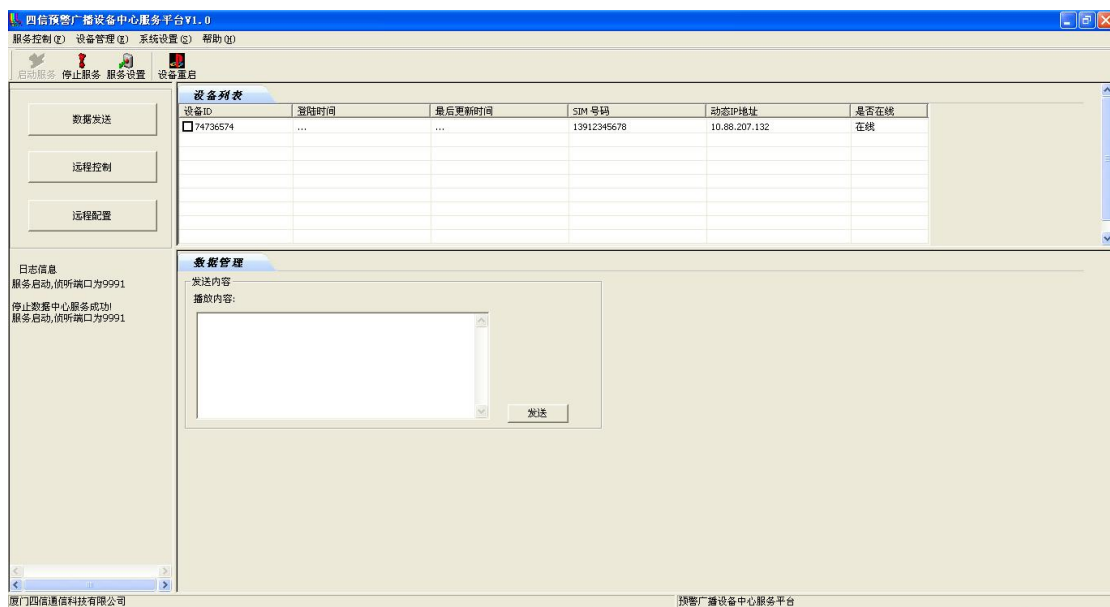 四信预警广播设备中心服务平台V1.0
服务控制(F) 设备管理(E) 系统设置(S) 帮助(H)
启动服务 停止服务 服务设置 设备重启
数据发送
远程控制
远程配置
设备列表
设备ID 登陆时间 最后更新时间 SIM 号码 动态IP地址 是否在线
74736574 ... ... 13912345678 10.88.207.132 在线
日志信息
服务启动,侦听端口为9991
停止数据中心服务成功!
服务启动,侦听端口为9991
数据管理
发送内容
播放内容:
发送
厦门四信通信科技有限公司 预警广播设备中心服务平台